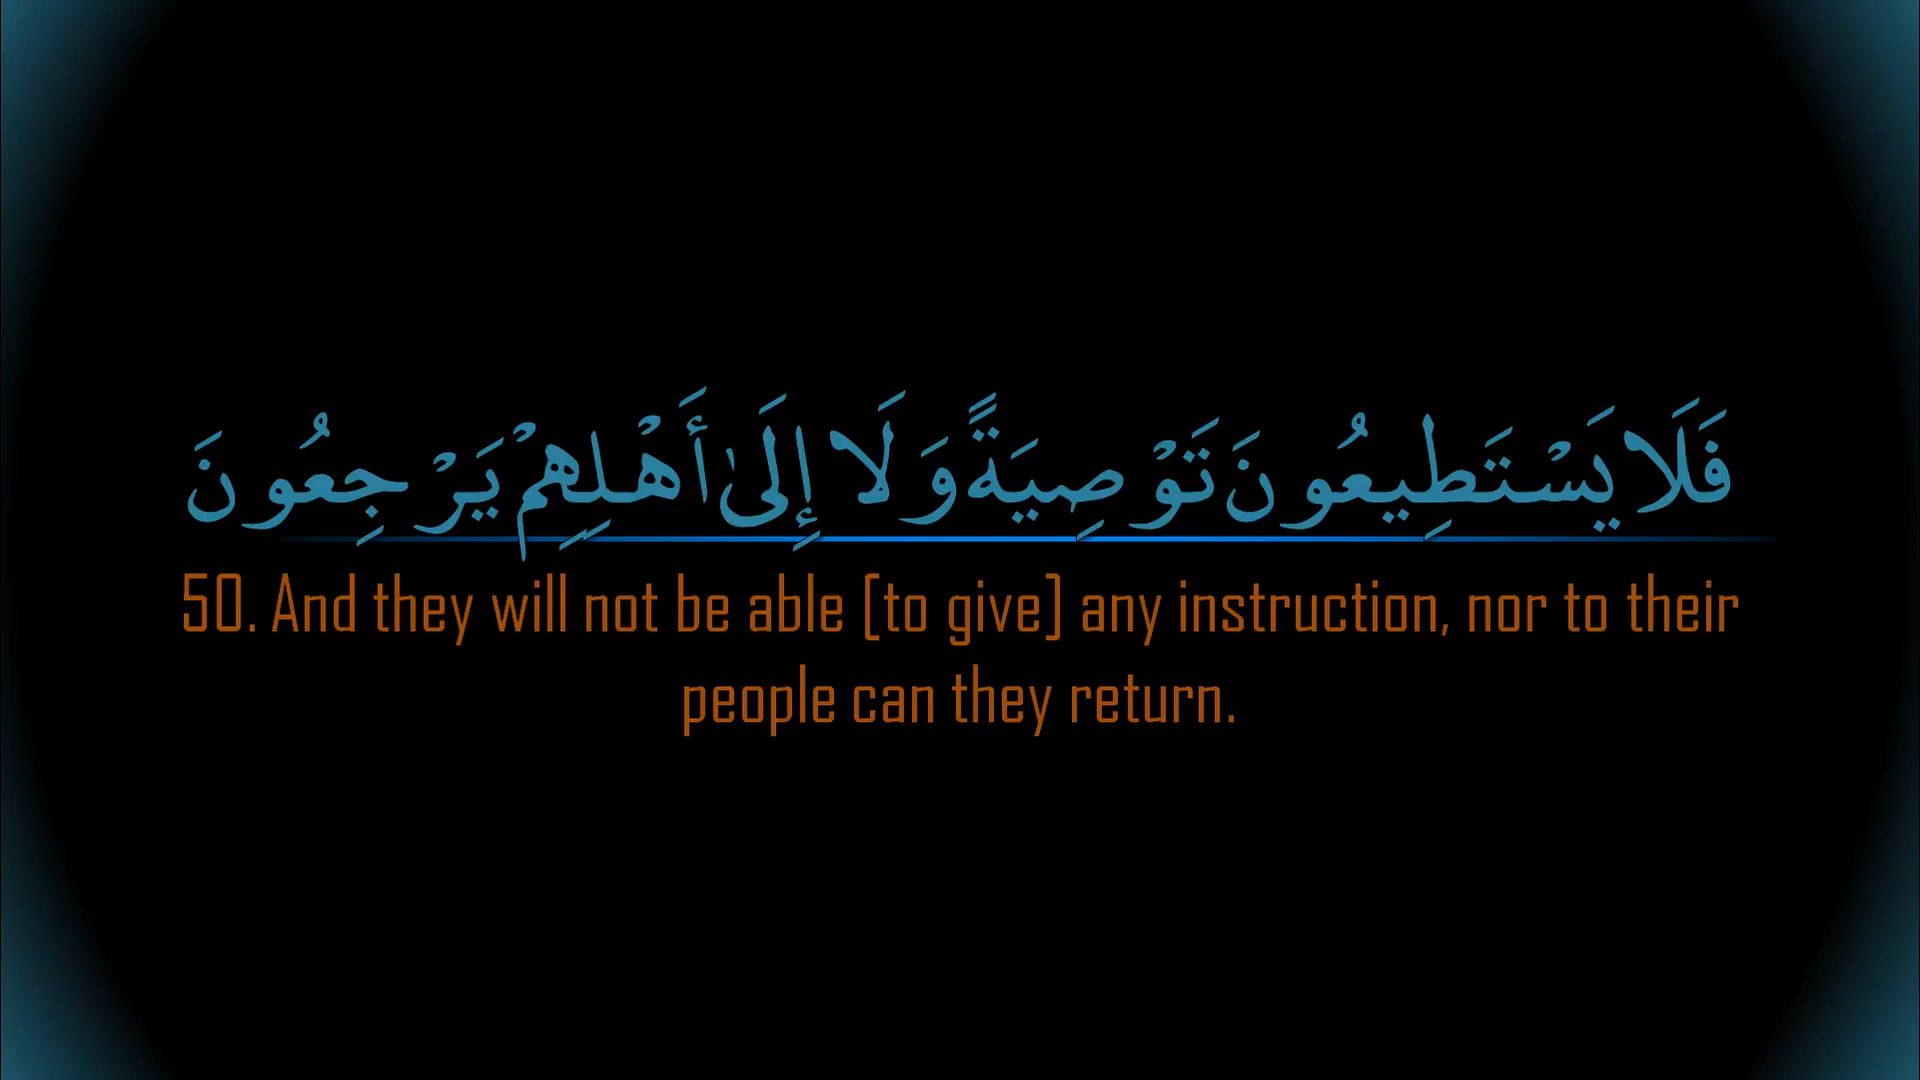 فَلَا يَسْتَطِيعُونَ تَوْصِيَةً وَلَا إِلَىٰ أَهْلِهِمْ يَرْجِعُونَ
50. And they will not be able [to give] any instruction, nor to their
people can they return.